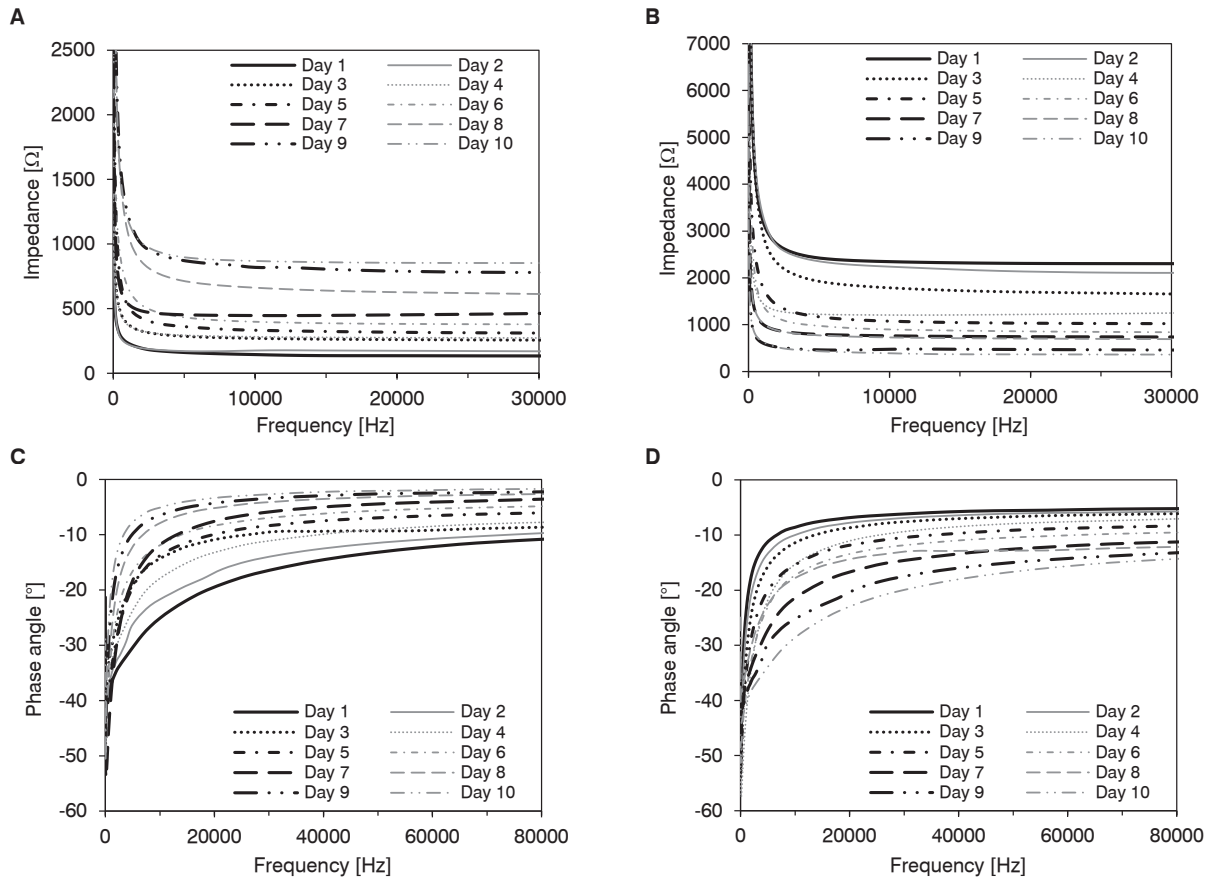 A
2500
2000
1500
1000
500
0
Impedance [Ω]
Day 1 Day 2
Day 3 Day 4
Day 5 Day 6
Day 7 Day 8
Day 9 Day 10
0 10000 20000 30000
Frequency [Hz]
B
7000
6000
5000
4000
3000
2000
1000
0
Impedance [Ω]
Day 1 Day 2
Day 3 Day 4
Day 5 Day 6
Day 7 Day 8
Day 9 Day 10
0 10000 20000 30000
Frequency [Hz]
C
0
-10
-20
-30
-40
-50
-60
Phase angle [°]
Day 1 Day 2
Day 3 Day 4
Day 5 Day 6
Day 7 Day 8
Day 9 Day 10
0 20000 40000 60000 80000
Frequency [Hz]
D
0
-10
-20
-30
-40
-50
-60
Phase angle [°]
Day 1 Day 2
Day 3 Day 4
Day 5 Day 6
Day 7 Day 8
Day 9 Day 10
0 20000 40000 60000 80000
Frequency [Hz]